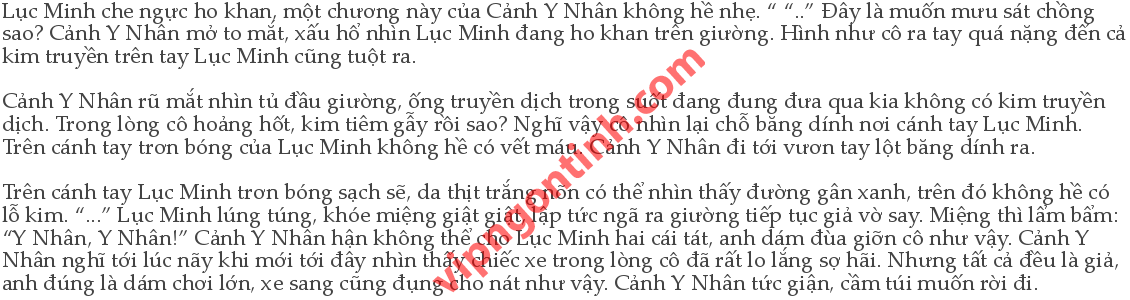 Lục Minh che ngực ho khan, một chương này của Cảnh Y Nhân không hề nhẹ. “ “..” Đây là muốn mưu sát chồng
sao? Cảnh Y Nhân mở to mắt, xấu hổ nhìn Lục Minh đang ho khan trên giường. Hình như cô ra tay quá nặng đến cả
kim truyền trên tay Lục Minh cũng tuột ra.
Cảnh Y Nhân rũ mắt nhìn tủ đầu giường, ống truyền dịch trong suốt đang đung đưa qua kia không có kim truyền
dịch. Trong lòng cô hoảng hốt, kim tiêm gẫy rồi sao? Nghĩ vậy cô nhìn lại chỗ băng dính nơi cánh tay Lục Minh.
Trên cánh tay trơn bóng của Lục Minh không hề có vết máu. Cảnh Y Nhân đi tới vươn tay lột băng dính ra.
Trên cánh tay Lục Minh trơn bóng sạch sẽ, da thịt trắng nõn có thể nhìn thấy đường gân xanh, trên đó không hề có
lỗ kim. “...” Lục Minh lúng túng, khóe miệng giật giật, lập tức ngã ra giường tiếp tục giả vờ say. Miệng thì lẩm bẩm:
“Y Nhân, Y Nhân!” Cảnh Y Nhân hận không thể cho Lục Minh hai cái tát, anh dám đùa giỡn cô như vậy. Cảnh Y
Nhân nghĩ tới lúc nãy khi mới tới đây nhìn thấy chiếc xe trong lòng cô đã rất lo lắng sợ hãi. Nhưng tất cả đều là giả,
anh đúng là dám chơi lớn, xe sang cũng đụng cho nát như vậy. Cảnh Y Nhân tức giận, cầm túi muốn rời đi.
vipngontinh.com